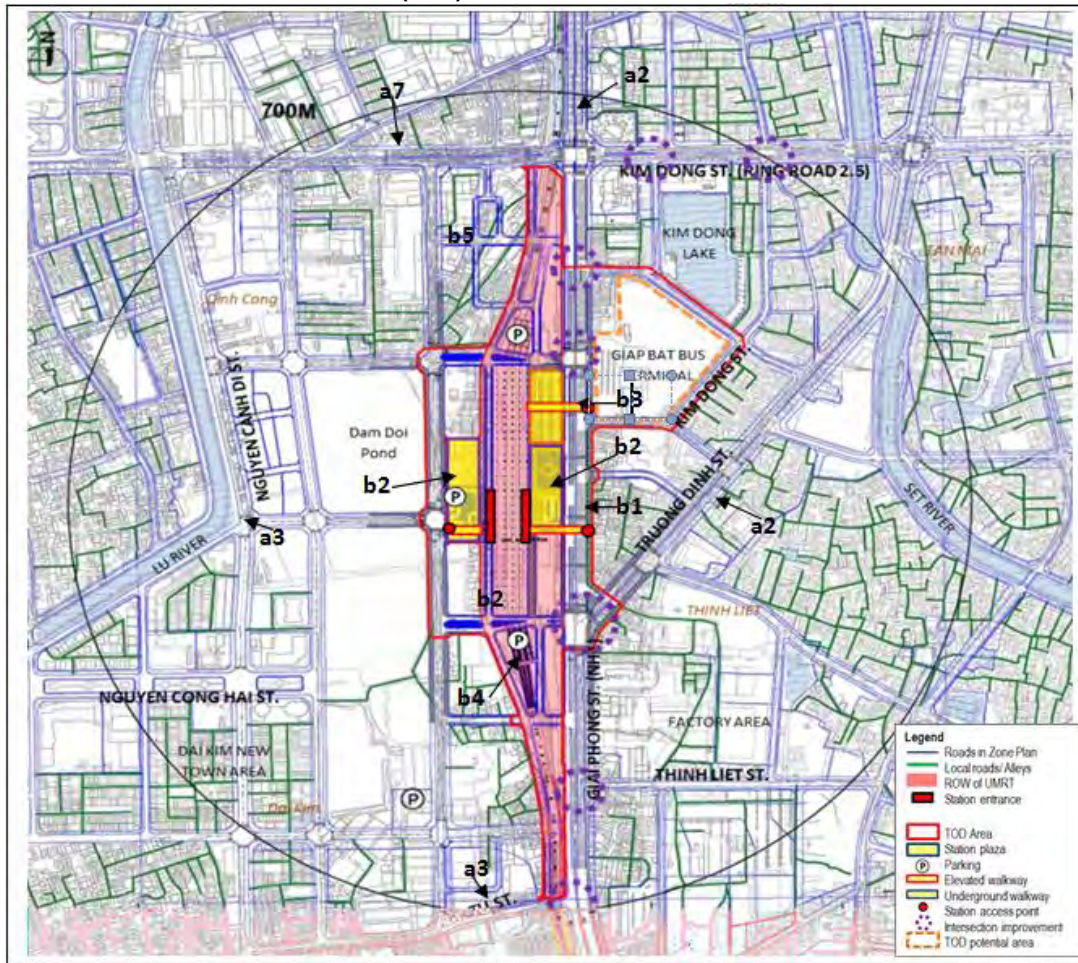 N
700M
a7
a2
KIM DONG ST. (RING ROAD 2.5)
KIM DONG
LAKE
TAN MAI
b5
Dinh Cong
P
GIAP BAT BUS
NGUYEN CANH DI ST.
KIM DONG ST.
b3
Dam Doi
Pond
b2
b2
P
b1
TRUONG DINH ST.
a2
SET RIVER
a3
LU RIVER
b2
THINH LIET
P
b4
NGUYEN CONG HAI ST.
GIAI PHONG ST. (NH
FACTORY AREA
DAI KIM NEW
TOWN AREA
THINH LIET ST.
P
Dai Kim
a3
ST.
Legend
Roads in Zone Plan
Local roads/ Alleys
ROW of UMRT
Station entrance
TOD Area
Station plaza
P Parking
Elevated walkway
Underground walkway
Station access point
Intersection improvement
TOD potential area